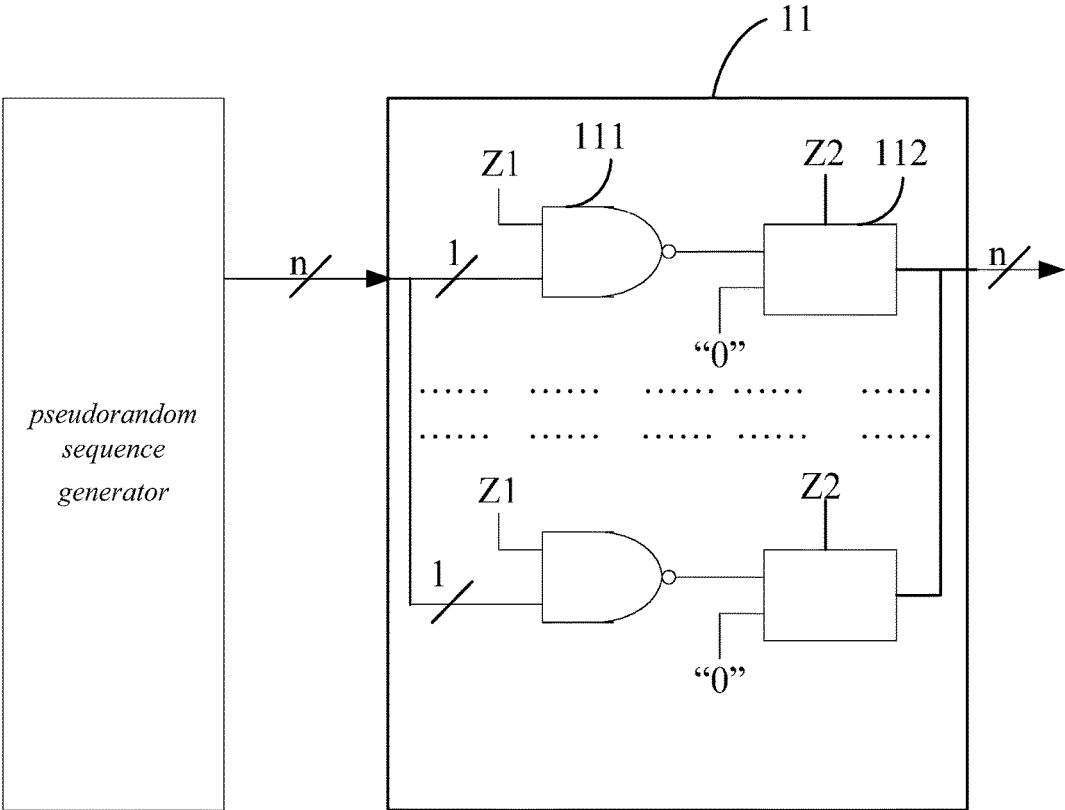 11
111
Z1
Z2
112
n
1
n
"0"
...... ...... ...... ...... ......
pseudorandom
sequence
generator
...... ...... ...... ...... ......
Z1
Z2
1
"0"